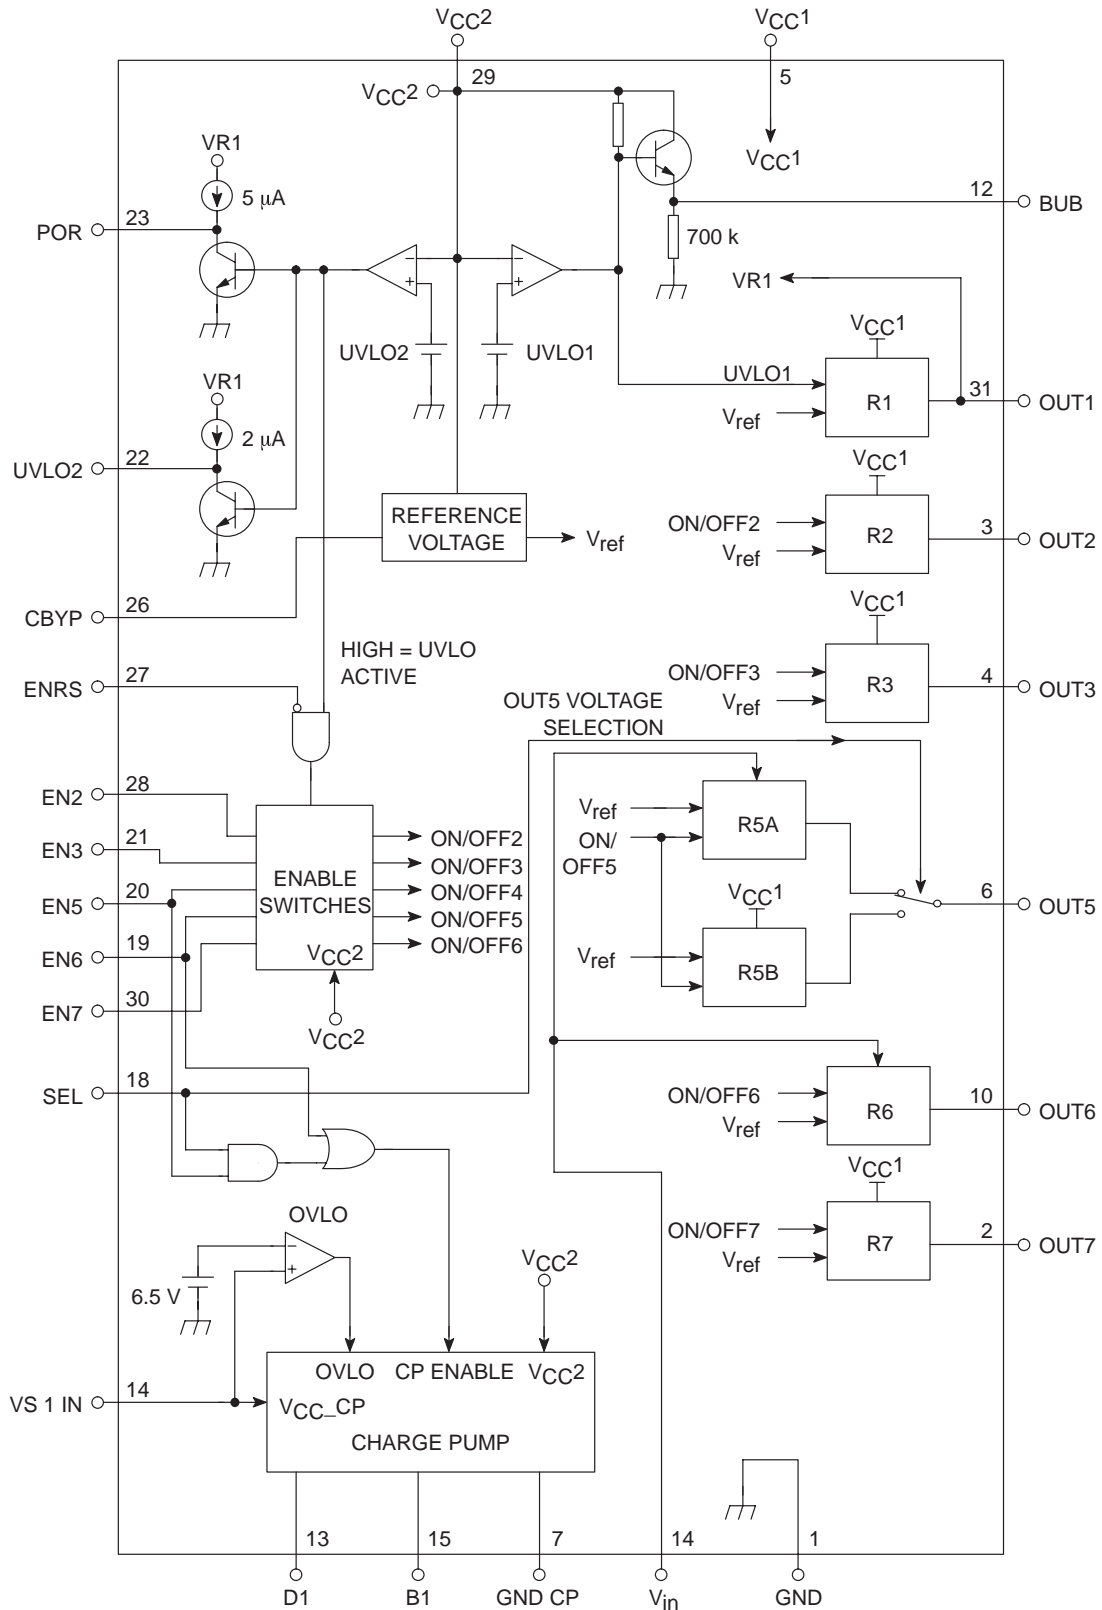 VCC2
VCC1
29
5
VCC2
VCC1
VR1
5 μA
23
POR
12
BUB
700 k
VR1
UVLO2
UVLO1
VCC1
UVLO1
R1
31
OUT1
Vref
VR1
2 μA
22
UVLO2
VCC1
REFERENCE
VOLTAGE
Vref
ON/OFF2
R2
3
OUT2
Vref
26
CBYP
VCC1
HIGH = UVLO
ACTIVE
27
ENRS
ON/OFF3
R3
4
OUT3
Vref
OUT5 VOLTAGE
SELECTION
28
EN2
21
EN3
20
EN5
19
EN6
30
EN7
ENABLE
SWITCHES
VCC2
VCC2
ON/OFF2
ON/OFF3
ON/OFF4
ON/OFF5
ON/OFF6
Vref
ON/
OFF5
R5A
VCC1
Vref
R5B
6
OUT5
18
SEL
ON/OFF6
R6
10
OUT6
Vref
VCC1
ON/OFF7
R7
2
OUT7
Vref
OVLO
6.5 V
VCC2
OVLO
CP ENABLE
VCC2
14
VS 1 IN
VCC_CP
CHARGE PUMP
13
15
7
14
1
D1
B1
GND CP
Vin
GND